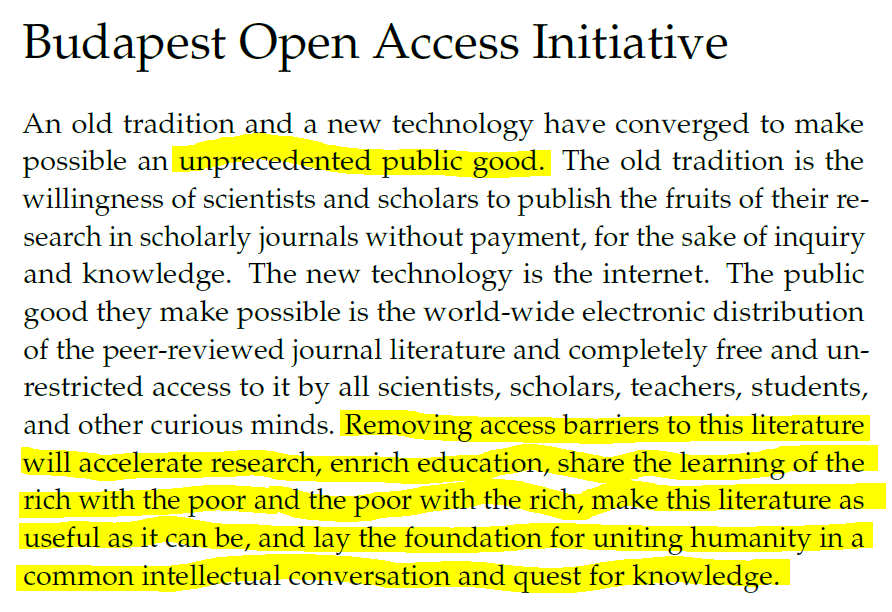 Budapest Open Access Initiative
An old tradition and a new technology have converged to make
possible an unprecedented public good. The old tradition is the
willingness of scientists and scholars to publish the fruits of their re-
search in scholarly journals without payment, for the sake of inquiry
and knowledge. The new technology is the internet. The public
good they make possible is the world-wide electronic distribution
of the peer-reviewed journal literature and completely free and un-
restricted access to it by all scientists, scholars, teachers, students,
and other curious minds. Removing access barriers to this literature
will accelerate research, enrich education, share the learning of the
rich with the poor and the poor with the rich, make this literature as
useful as it can be, and lay the foundation for uniting humanity in a
common intellectual conversation and quest for knowledge.